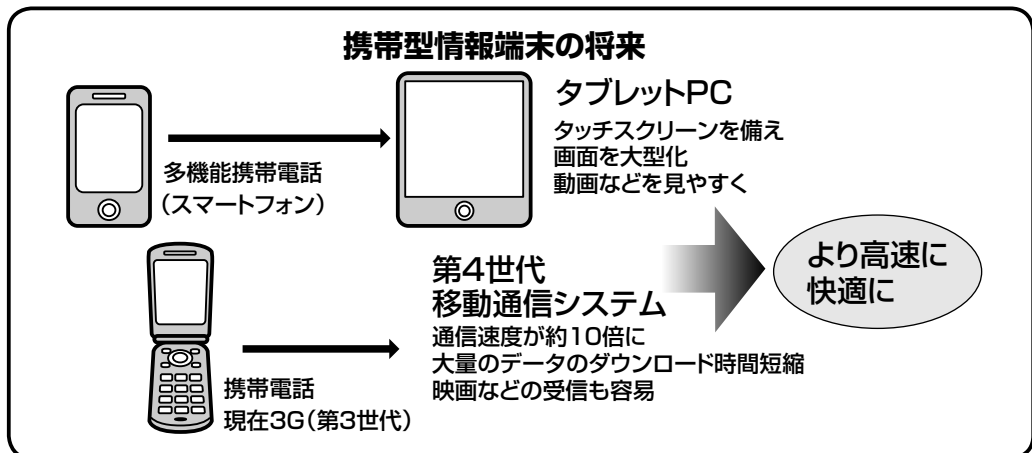 携帯型情報端末の将来
多機能携帯電話
（スマートフォン）
タブレットPC
タッチスクリーンを備え
画面を大型化
動画などを見やすく
携帯電話
現在3G（第3世代）
第4世代
移動通信システム
通信速度が約10倍に
大量のデータのダウンロード時間短縮
映画などの受信も容易
より高速に
快適に